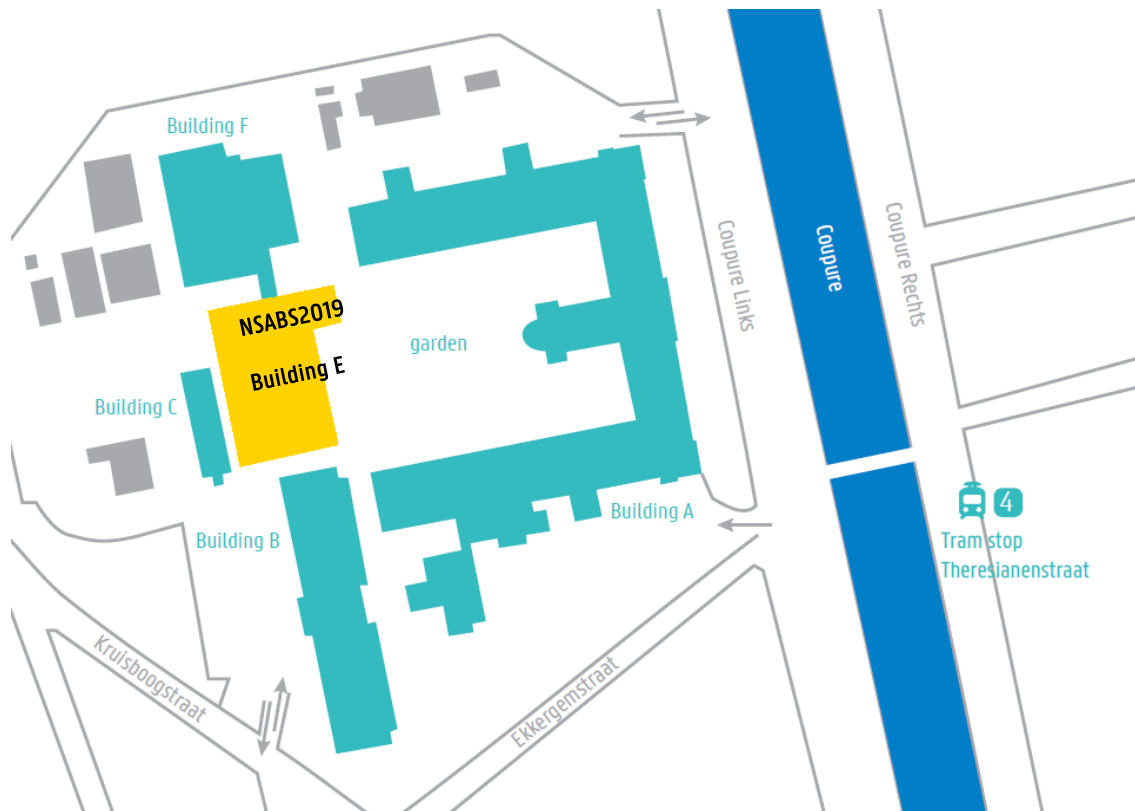 Building F
NSABS2019
Building E
garden
Building C
Building B
Building A
Coupure Links
Coupure
Coupure Rechts
4
Tram stop
Theresianenstraat
Kruisboogstraat
Ekkergemstraat